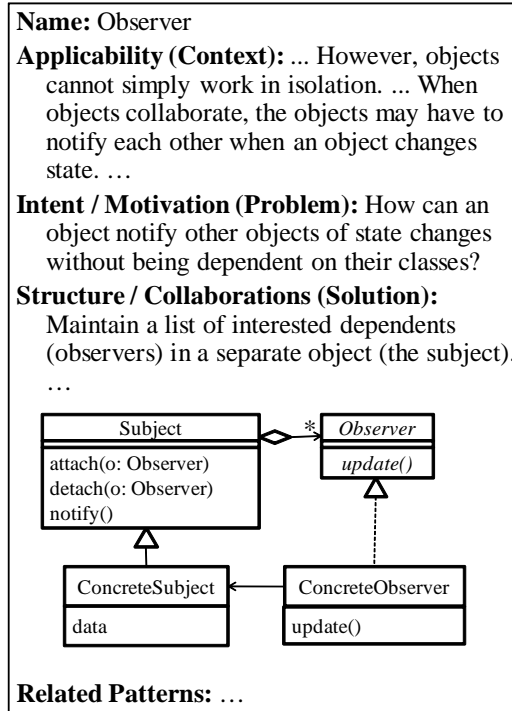 Name: Observer
Applicability (Context): ... However, objects
cannot simply work in isolation. ... When
objects collaborate, the objects may have to
notify each other when an object changes
state. …
Intent / Motivation (Problem): How can an
object notify other objects of state changes
without being dependent on their classes?
Structure / Collaborations (Solution):
Maintain a list of interested dependents
(observers) in a separate object (the subject).
…
Subject
* Observer
attach(o: Observer)
update()
detach(o: Observer)
notify()
ConcreteSubject
ConcreteObserver
data
update()
Related Patterns: …